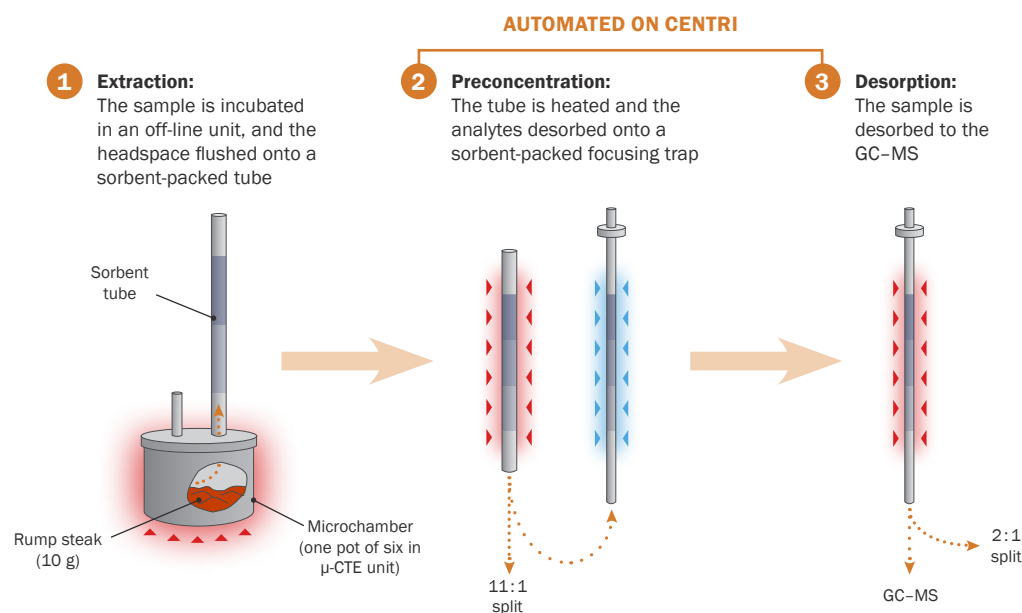 AUTOMATED ON CENTRI
1
Extraction:
The sample is incubated
in an off-line unit, and the
headspace flushed onto a
sorbent-packed tube
2
Preconcentration:
The tube is heated and the
analytes desorbed onto a
sorbent-packed focusing trap
3
Desorption:
The sample is
desorbed to the
GC–MS
Sorbent
tube
Rump steak
(10 g)
Microchamber
(one pot of six in
µ-CTE unit)
11:1
split
2:1
split
GC–MS